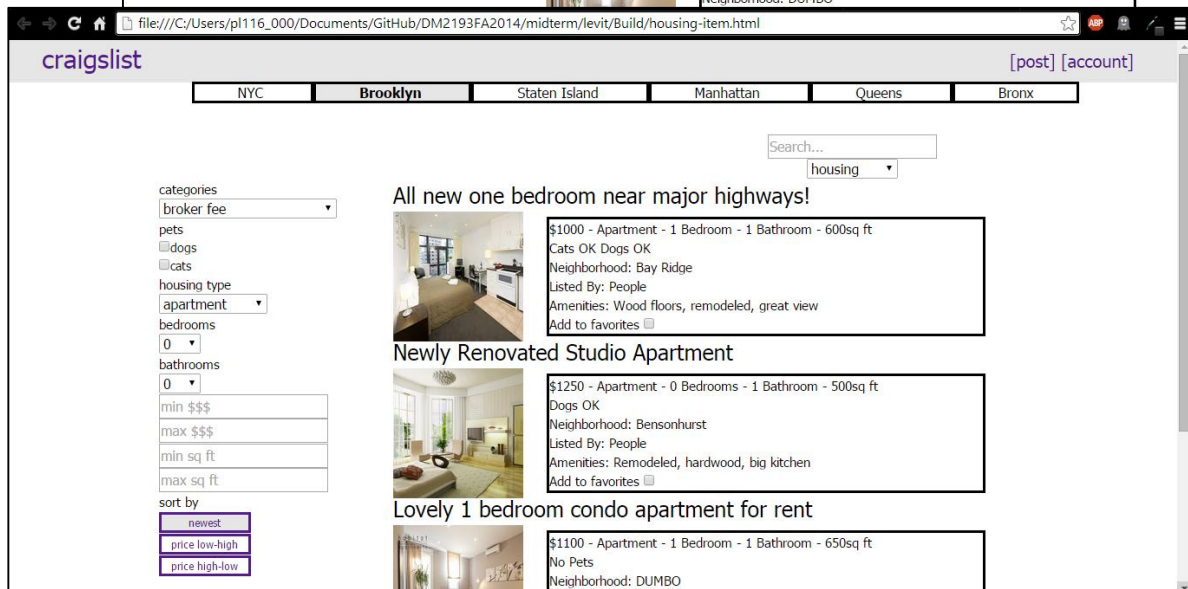 Neighborhood: DUMBO
file:///C:/Users/pl116_000/Documents/GitHub/DM2193FA2014/midterm/levit/Build/housing-item.html
ABP
craigslist
[post] [account]
NYC Brooklyn Staten Island Manhattan Queens Bronx
Search...
housing
categories
broker fee
pets
dogs
cats
housing type
apartment
bedrooms
0
bathrooms
0
min $$$
max $$$
min sq ft
max sq ft
sort by
newest
price low-high
price high-low
All new one bedroom near major highways!
$1000 - Apartment - 1 Bedroom - 1 Bathroom - 600sq ft
Cats OK Dogs OK
Neighborhood: Bay Ridge
Listed By: People
Amenities: Wood floors, remodeled, great view
Add to favorites
Newly Renovated Studio Apartment
$1250 - Apartment - 0 Bedrooms - 1 Bathroom - 500sq ft
Dogs OK
Neighborhood: Bensonhurst
Listed By: People
Amenities: Remodeled, hardwood, big kitchen
Add to favorites
Lovely 1 bedroom condo apartment for rent
$1100 - Apartment - 1 Bedroom - 1 Bathroom - 650sq ft
No Pets
Neighborhood: DUMBO